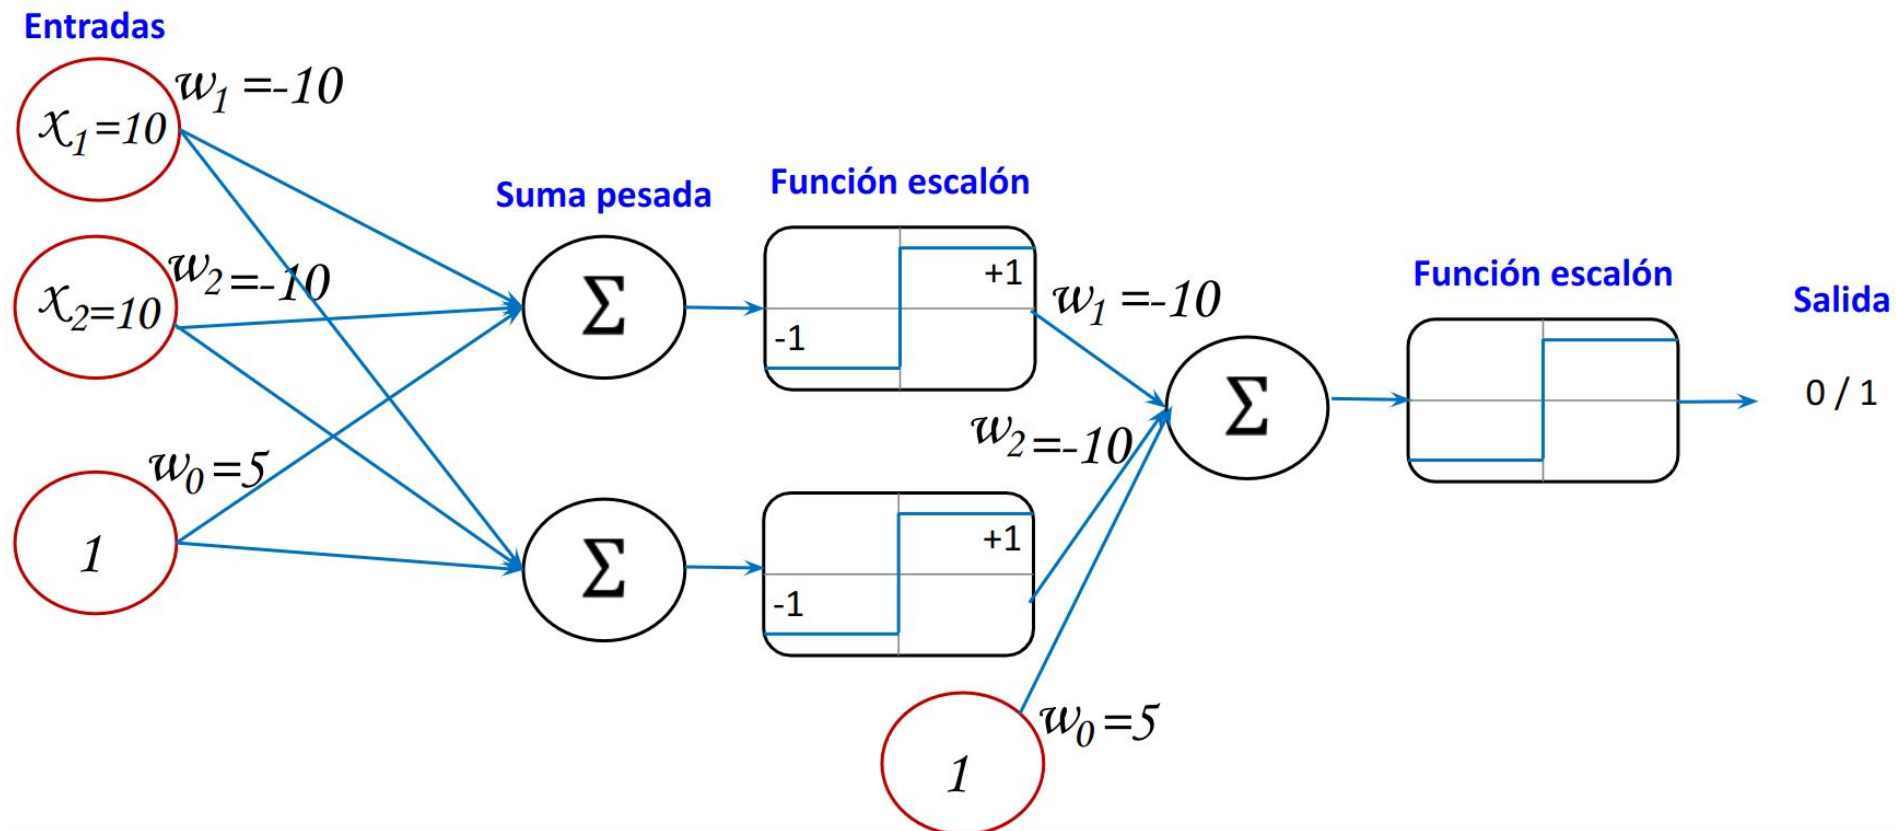 Entradas
w₁ =-10
x₁=10
Suma pesada
Función escalón
w₂=-10
x₂=10
Σ
+1
-1
w₁ =-10
Función escalón
Salida
0 / 1
Σ
w₂=-10
w₀=5
1
Σ
+1
-1
w₀=5
1